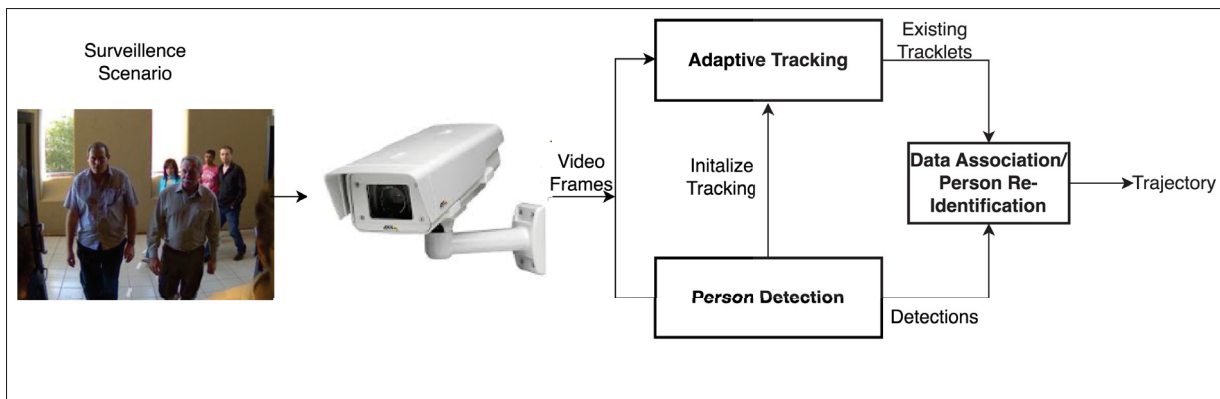 Surveillence
Scenario
Video
Frames
Adaptive Tracking
Initalize
Tracking
Person Detection
Existing
Tracklets
Detections
Data Association/
Person Re-
Identification
Trajectory